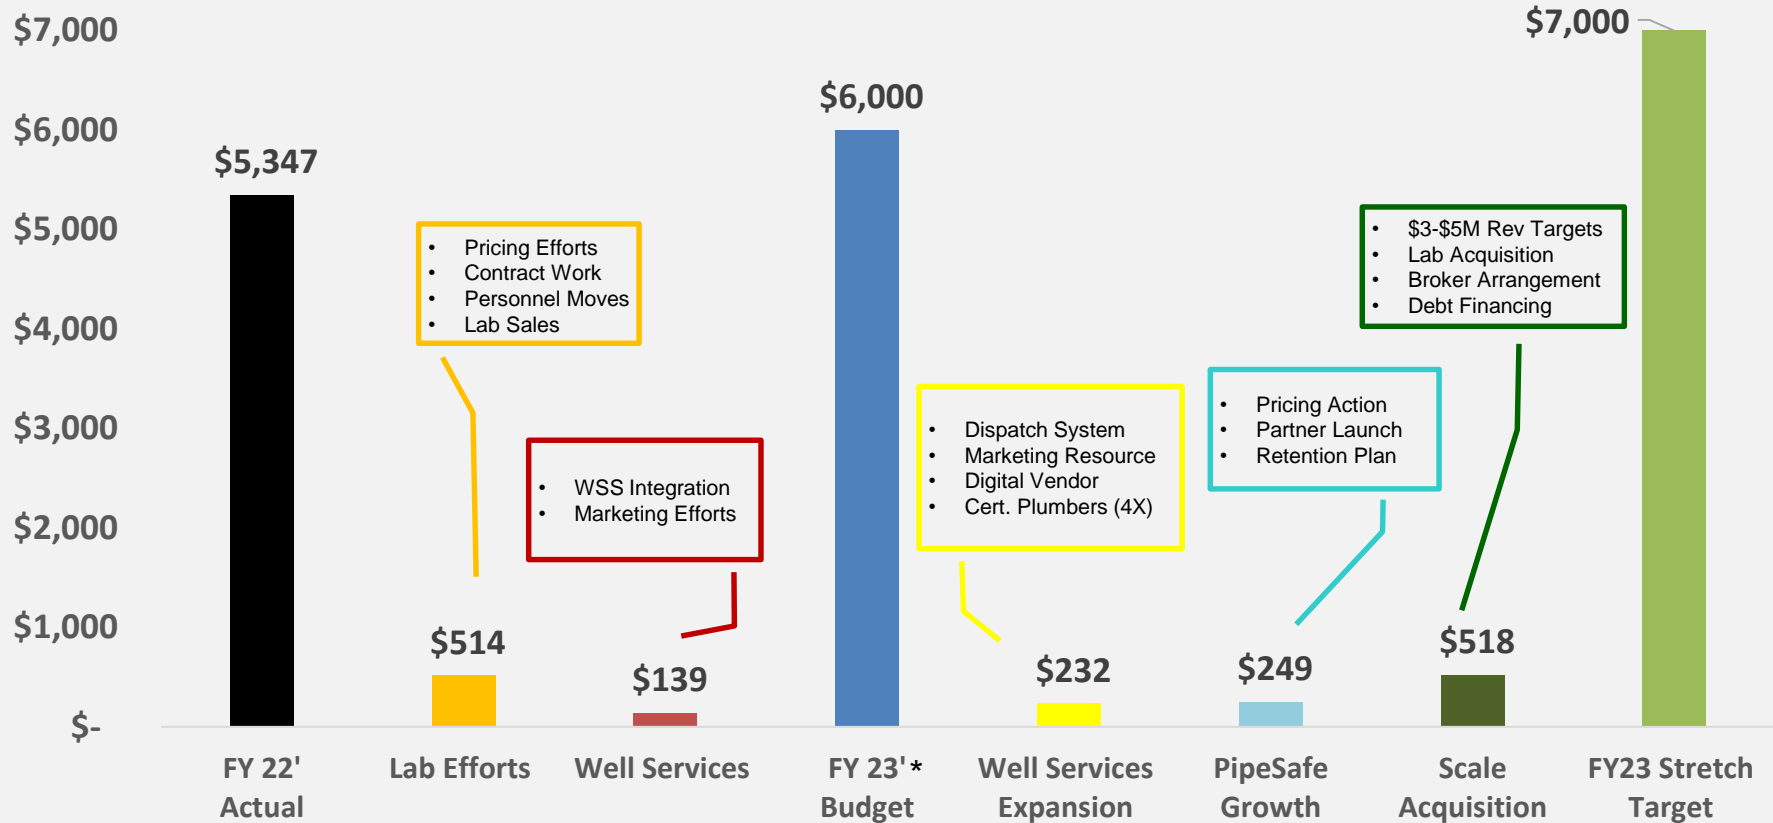 $7,000
$6,000
$5,000
$4,000
$3,000
$2,000
$1,000
$-
$5,347
$514
$139
$6,000
$232
$249
$518
$7,000
• Pricing Efforts
• Contract Work
• Personnel Moves
• Lab Sales
• WSS Integration
• Marketing Efforts
• Dispatch System
• Marketing Resource
• Digital Vendor
• Cert. Plumbers (4X)
• Pricing Action
• Partner Launch
• Retention Plan
• $3-$5M Rev Targets
• Lab Acquisition
• Broker Arrangement
• Debt Financing
FY 22'
Actual
Lab Efforts
Well Services
FY 23'*
Budget
Well Services
Expansion
PipeSafe
Growth
Scale
Acquisition
FY23 Stretch
Target